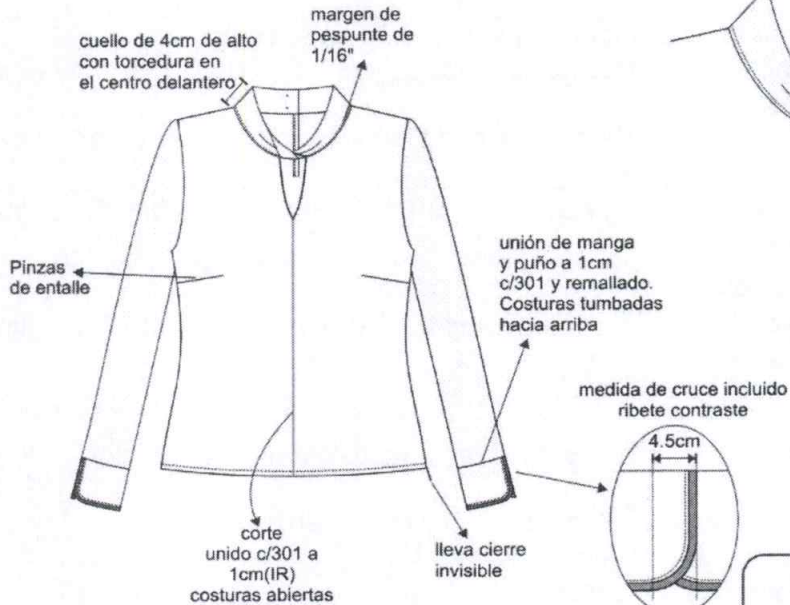 cuello de 4cm de alto
con torcedura en
el centro delantero
margen de
pespunte de
1/16"
Pinzas
de entalle
unión de manga
y puño a 1cm
c/301 y remallado.
Costuras tumbadas
hacia arriba
medida de cruce incluido
ribete contraste
4.5cm
corte
unido c/301 a
1cm(IR)
costuras abiertas
lleva cierre
invisible